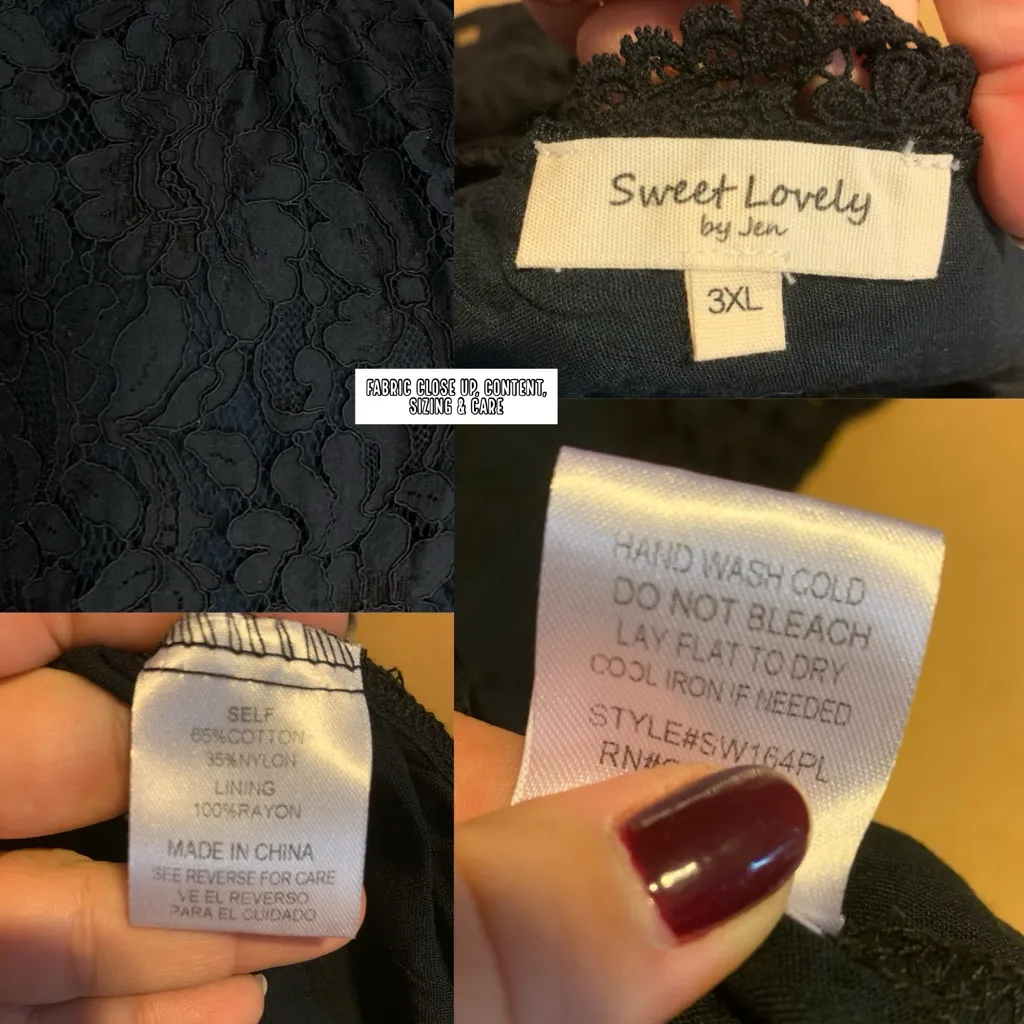 Sweet Lovely
by Jen
3XL
FABRIC CLOSE UP, CONTENT,
SIZING & CARE
HAND WASH COLD
DO NOT BLEACH
LAY FLAT TO DRY
COOL IRON IF NEEDED
STYLE#SW164PL
RN#
SELF
65%COTTON
35%NYLON
LINING
100%RAYON
MADE IN CHINA
SEE REVERSE FOR CARE
VE EL REVERSO
PARA EL CUIDADO